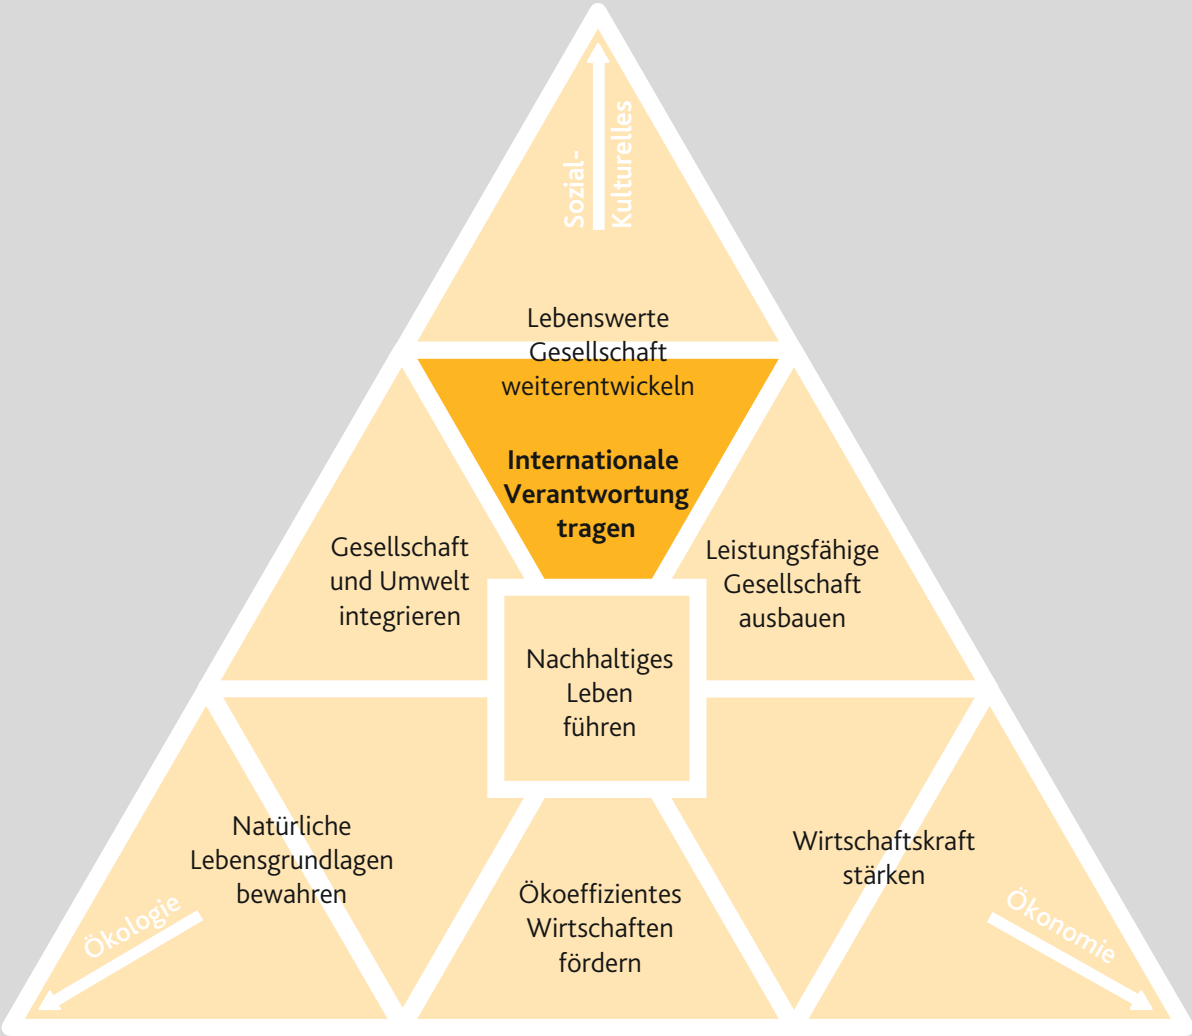 Sozial-
Kulturelles
Lebenswerte
Gesellschaft
weiterentwickeln
Internationale
Verantwortung
tragen
Gesellschaft
und Umwelt
integrieren
Leistungsfähige
Gesellschaft
ausbauen
Nachhaltiges
Leben
führen
Natürliche
Lebensgrundlagen
bewahren
Wirtschaftskraft
stärken
Ökoeffizientes
Wirtschaften
fördern
Ökologie
Ökonomie